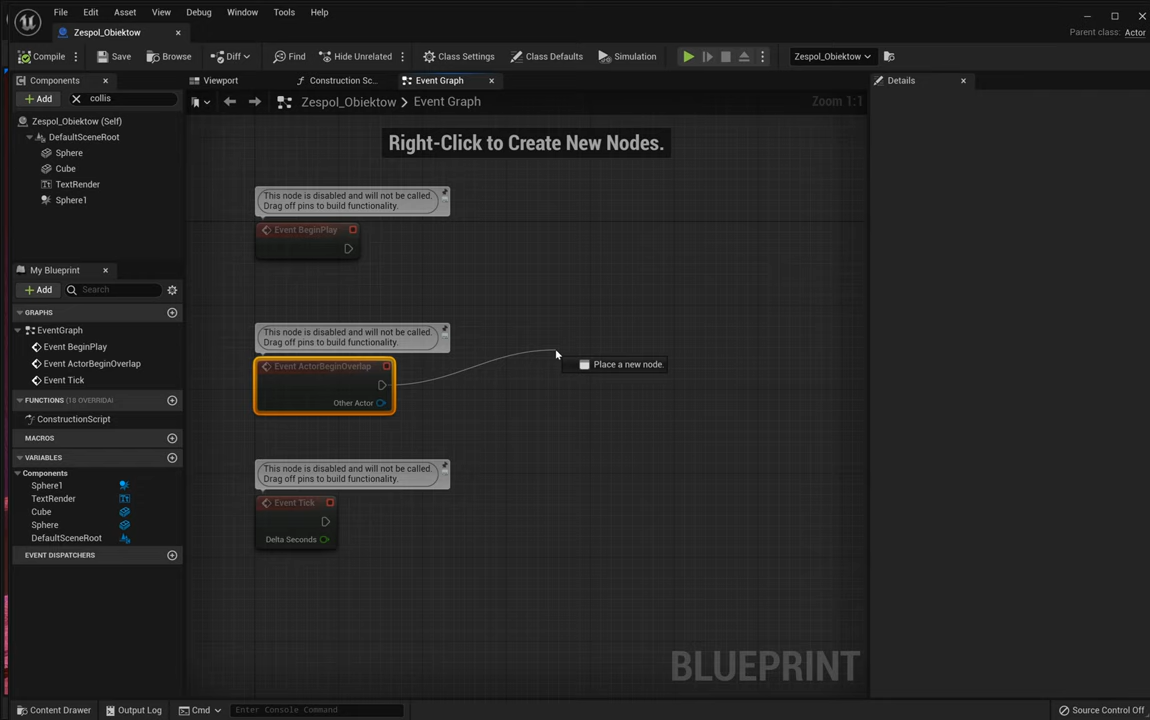 File Edit Asset View Debug Window Tools Help
Zespol_Obiektow
Parent class: Actor
Compile Save Browse Diff Find Hide Unrelated Class Settings Class Defaults Simulation Zespol_Obiektow
Components
Add collis
Zespol_Obiektow (Self)
DefaultSceneRoot
Sphere
Cube
TextRender
Sphere1
My Blueprint
Add Search
GRAPHS
EventGraph
EventBeginPlay
Event ActorBeginOverlap
Event Tick
FUNCTIONS (18 OVERRIDA
ConstructionScript
MACROS
VARIABLES
Components
Sphere1
TextRender
Cube
Sphere
DefaultSceneRoot
EVENT DISPATCHERS
Viewport Construction Sc... Event Graph
Zespol_Obiektow > Event Graph Zoom 1:1
Right-Click to Create New Nodes.
This node is disabled and will not be called.
Drag off pins to build functionality.
Event BeginPlay
This node is disabled and will not be called.
Drag off pins to build functionality.
Event ActorBeginOverlap
Other Actor
Place a new node.
This node is disabled and will not be called.
Drag off pins to build functionality.
Event Tick
Delta Seconds
BLUEPRINT
Details
Content Drawer Output Log Cmd Enter Console Command Source Control Off